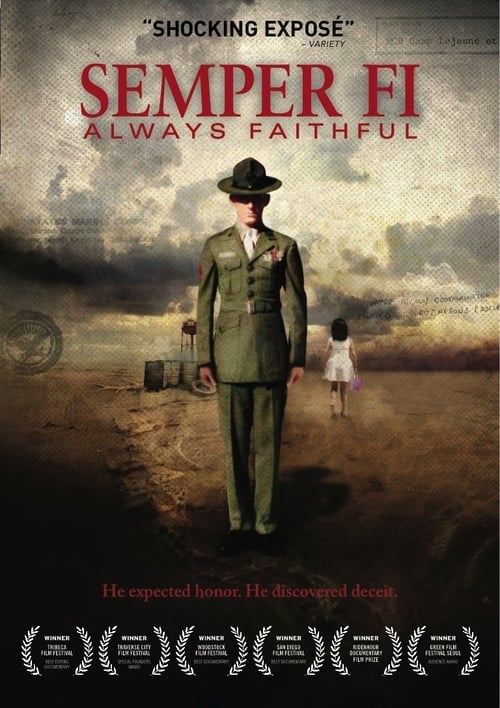 “SHOCKING EXPOSÉ”
– VARIETY
MCB Camp Lejeune et
SEMPER FI
ALWAYS FAITHFUL
He expected honor. He discovered deceit.
WINNER
TRIBECA
FILM FESTIVAL
BEST EDITING
DOCUMENTARY
WINNER
TRAVERSE CITY
FILM FESTIVAL
SPECIAL FOUNDERS
AWARD
WINNER
WOODSTOCK
FILM FESTIVAL
BEST DOCUMENTARY
WINNER
SAN DIEGO
FILM FESTIVAL
BEST DOCUMENTARY
WINNER
RIDENHOUR
DOCUMENTARY
FILM PRIZE
WINNER
GREEN FILM
FESTIVAL SEOUL
AUDIENCE AWARD